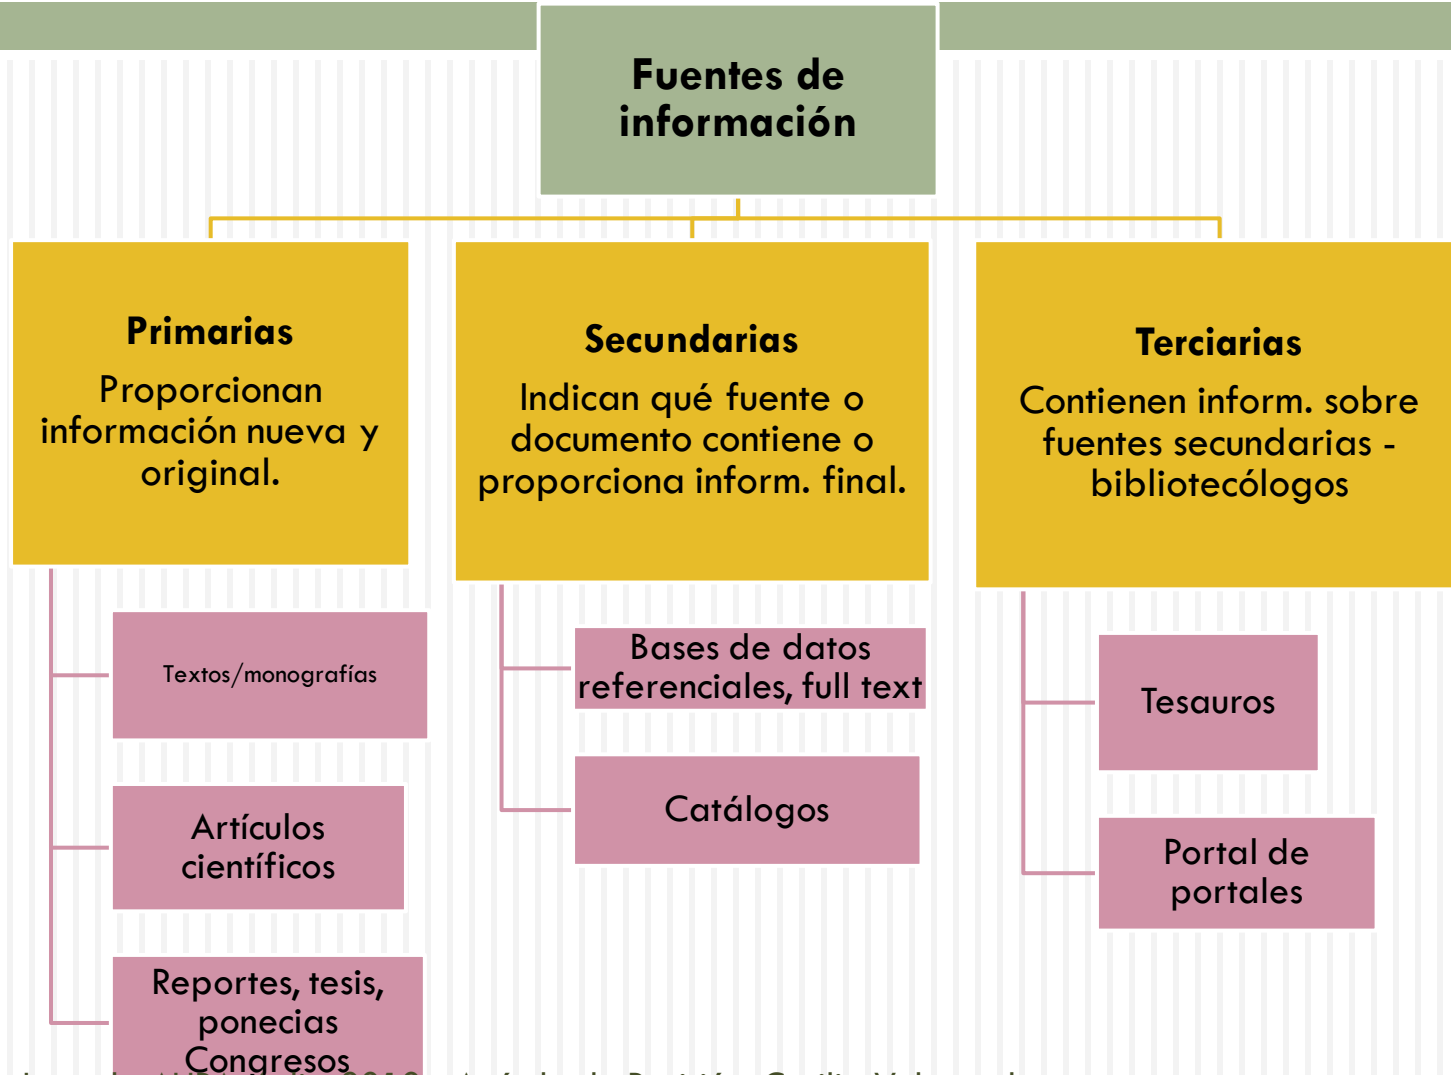 Fuentes de
información
Primarias
Proporcionan
información nueva y
original.
Secundarias
Indican qué fuente o
documento contiene o
proporciona inform. final.
Terciarias
Contienen inform. sobre
fuentes secundarias -
bibliotecólogos
Textos/monografías
Artículos
científicos
Reportes, tesis,
ponecias
Congresos
Bases de datos
referenciales, full text
Catálogos
Tesauros
Portal de
portales